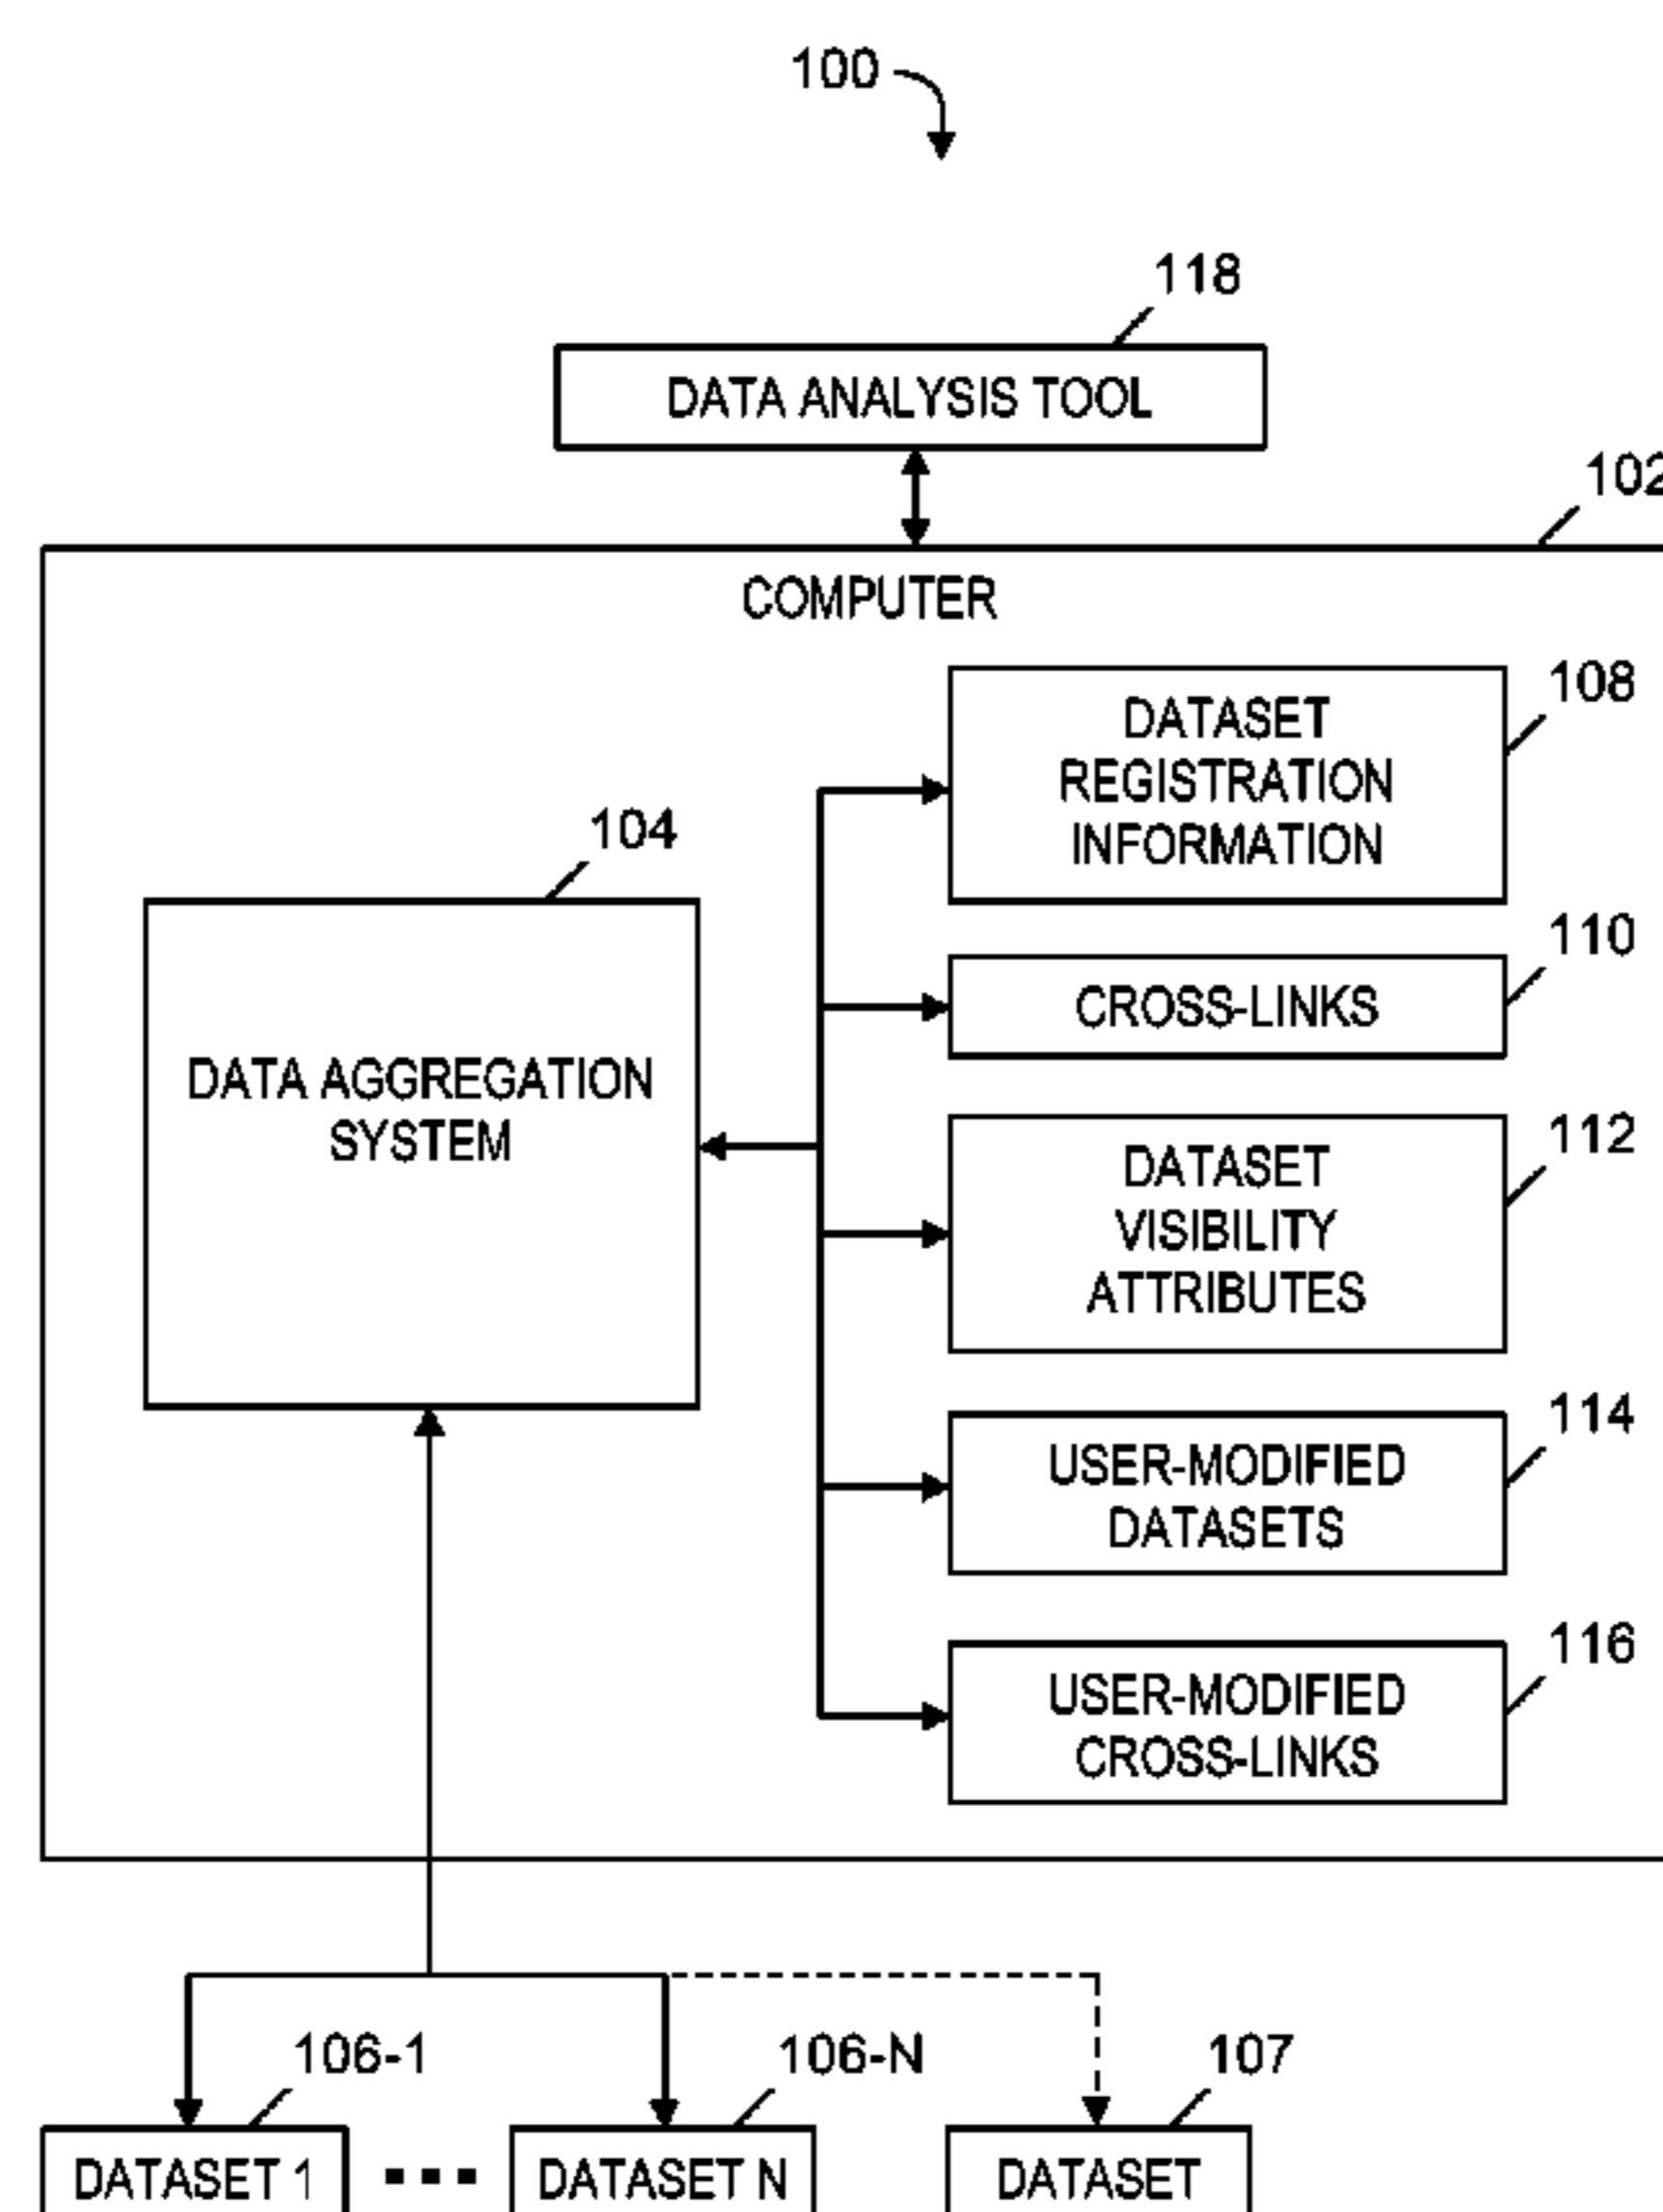 100
118
DATA ANALYSIS TOOL
102
COMPUTER
108
DATASET
REGISTRATION
INFORMATION
104
110
CROSS-LINKS
DATA AGGREGATION
SYSTEM
112
DATASET
VISIBILITY
ATTRIBUTES
114
USER-MODIFIED
DATASETS
116
USER-MODIFIED
CROSS-LINKS
106-1
106-N
107
DATASET 1
DATASET N
DATASET